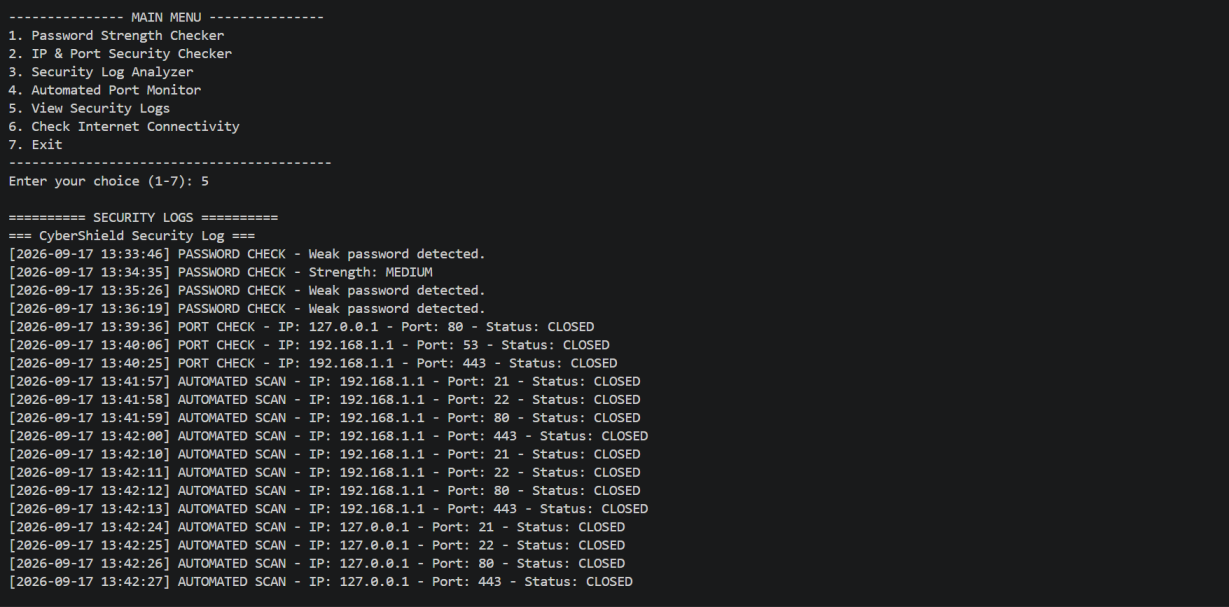 --------------- MAIN MENU ---------------
1. Password Strength Checker
2. IP & Port Security Checker
3. Security Log Analyzer
4. Automated Port Monitor
5. View Security Logs
6. Check Internet Connectivity
7. Exit
------------------------------------------
Enter your choice (1-7): 5
========== SECURITY LOGS ==========
=== CyberShield Security Log ===
[2026-09-17 13:33:46] PASSWORD CHECK - Weak password detected.
[2026-09-17 13:34:35] PASSWORD CHECK - Strength: MEDIUM
[2026-09-17 13:35:26] PASSWORD CHECK - Weak password detected.
[2026-09-17 13:36:19] PASSWORD CHECK - Weak password detected.
[2026-09-17 13:39:36] PORT CHECK - IP: 127.0.0.1 - Port: 80 - Status: CLOSED
[2026-09-17 13:40:06] PORT CHECK - IP: 192.168.1.1 - Port: 53 - Status: CLOSED
[2026-09-17 13:40:25] PORT CHECK - IP: 192.168.1.1 - Port: 443 - Status: CLOSED
[2026-09-17 13:41:57] AUTOMATED SCAN - IP: 192.168.1.1 - Port: 21 - Status: CLOSED
[2026-09-17 13:41:58] AUTOMATED SCAN - IP: 192.168.1.1 - Port: 22 - Status: CLOSED
[2026-09-17 13:41:59] AUTOMATED SCAN - IP: 192.168.1.1 - Port: 80 - Status: CLOSED
[2026-09-17 13:42:00] AUTOMATED SCAN - IP: 192.168.1.1 - Port: 443 - Status: CLOSED
[2026-09-17 13:42:10] AUTOMATED SCAN - IP: 192.168.1.1 - Port: 21 - Status: CLOSED
[2026-09-17 13:42:11] AUTOMATED SCAN - IP: 192.168.1.1 - Port: 22 - Status: CLOSED
[2026-09-17 13:42:12] AUTOMATED SCAN - IP: 192.168.1.1 - Port: 80 - Status: CLOSED
[2026-09-17 13:42:13] AUTOMATED SCAN - IP: 192.168.1.1 - Port: 443 - Status: CLOSED
[2026-09-17 13:42:24] AUTOMATED SCAN - IP: 127.0.0.1 - Port: 21 - Status: CLOSED
[2026-09-17 13:42:25] AUTOMATED SCAN - IP: 127.0.0.1 - Port: 22 - Status: CLOSED
[2026-09-17 13:42:26] AUTOMATED SCAN - IP: 127.0.0.1 - Port: 80 - Status: CLOSED
[2026-09-17 13:42:27] AUTOMATED SCAN - IP: 127.0.0.1 - Port: 443 - Status: CLOSED